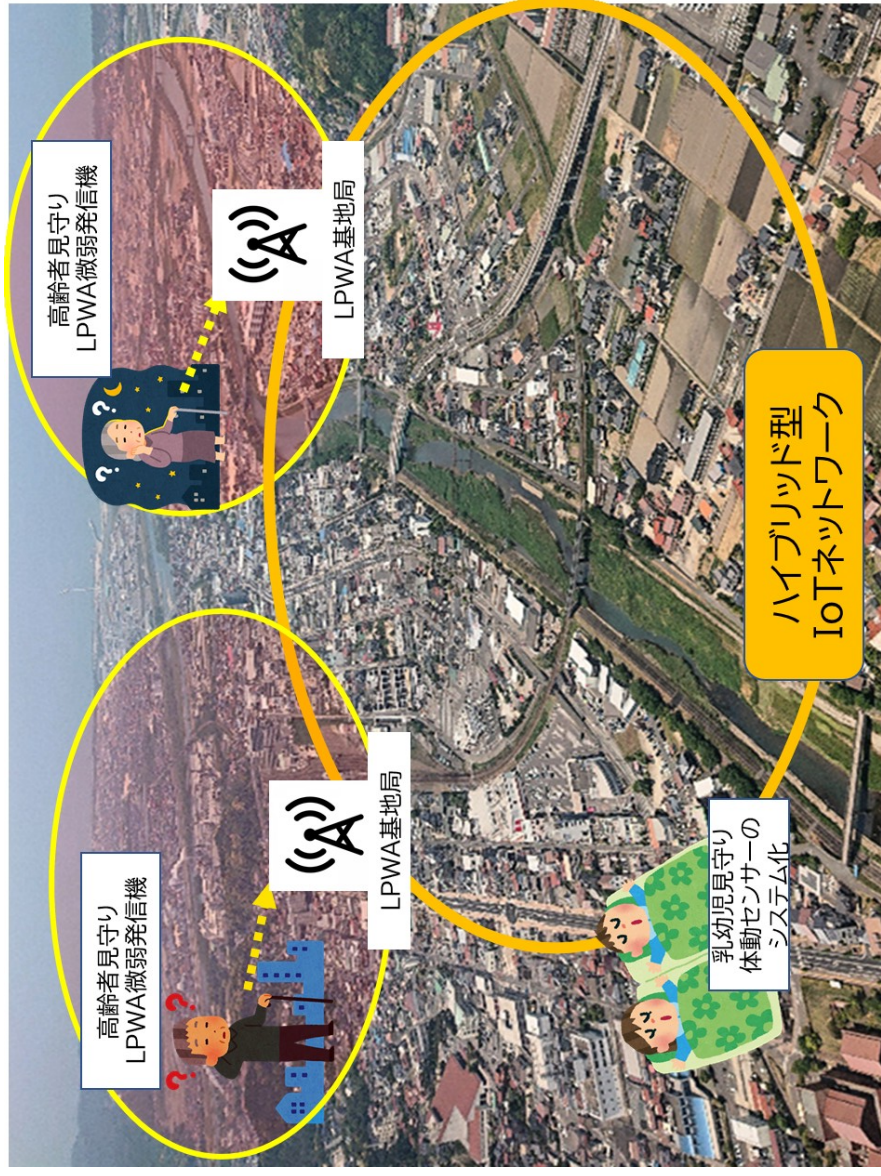 高齢者見守り
LPWA微弱発信機
高齢者見守り
LPWA微弱発信機
LPWA基地局
LPWA基地局
乳幼児見守り
体動センサーの
システム化
ハイブリッド型
IoTネットワーク